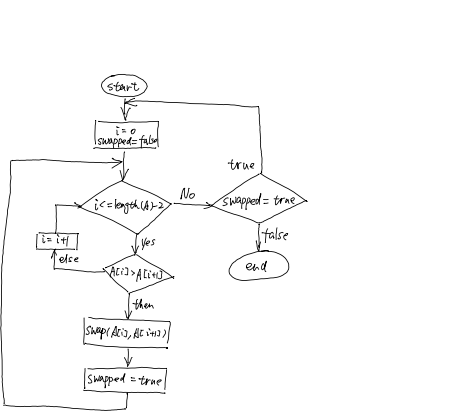 start
i = 0
swapped = false
i <= length(A)-2
No
swapped = true
true
false
end
yes
i = i+1
else
A[i] > A[i+1]
then
swap(A[i], A[i+1])
swapped = true